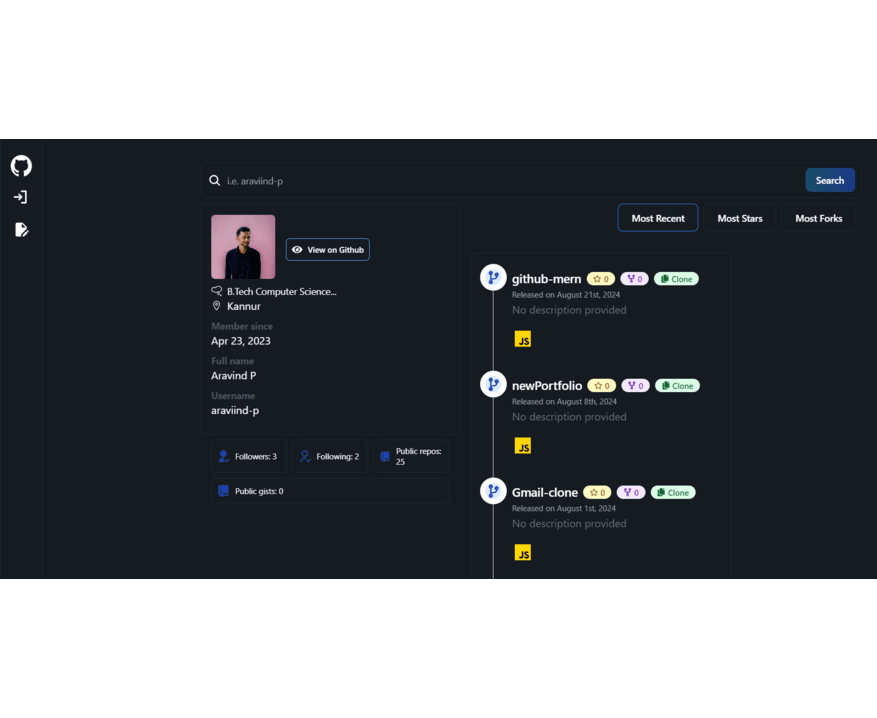 i.e. araviind-p
Search
View on Github
B.Tech Computer Science...
Kannur
Member since
Apr 23, 2023
Full name
Aravind P
Username
araviind-p
Followers: 3
Following: 2
Public repos:
25
Public gists: 0
Most Recent
Most Stars
Most Forks
github-mern 0 0 Clone
Released on August 21st, 2024
No description provided
JS
newPortfolio 0 0 Clone
Released on August 8th, 2024
No description provided
JS
Gmail-clone 0 0 Clone
Released on August 1st, 2024
No description provided
JS